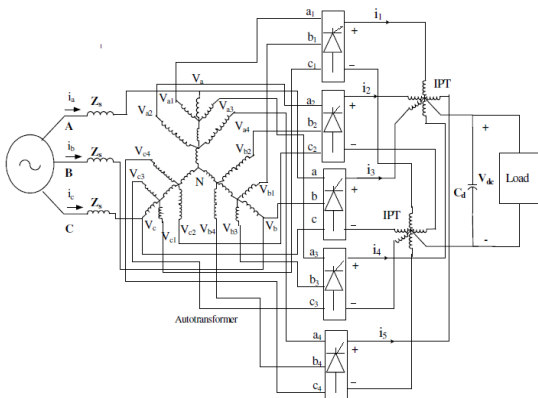 a1
i1
b1
+
c1
−
IPT
Va
Va1
Va3
Va2
Va4
ia
Zs
A
a2
i2
b2
+
c2
−
Vb2
ib
Zs
B
Vc4
Vc3
N
Vb1
a
i3
b
+
c
−
IPT
+
Cd
Vdc
-
Load
ic
Zs
C
Vc
Vc1
Vc2
Vb4
Vb3
Vb
a3
i4
b3
+
c3
−
Autotransformer
a4
i5
b4
+
c4
−